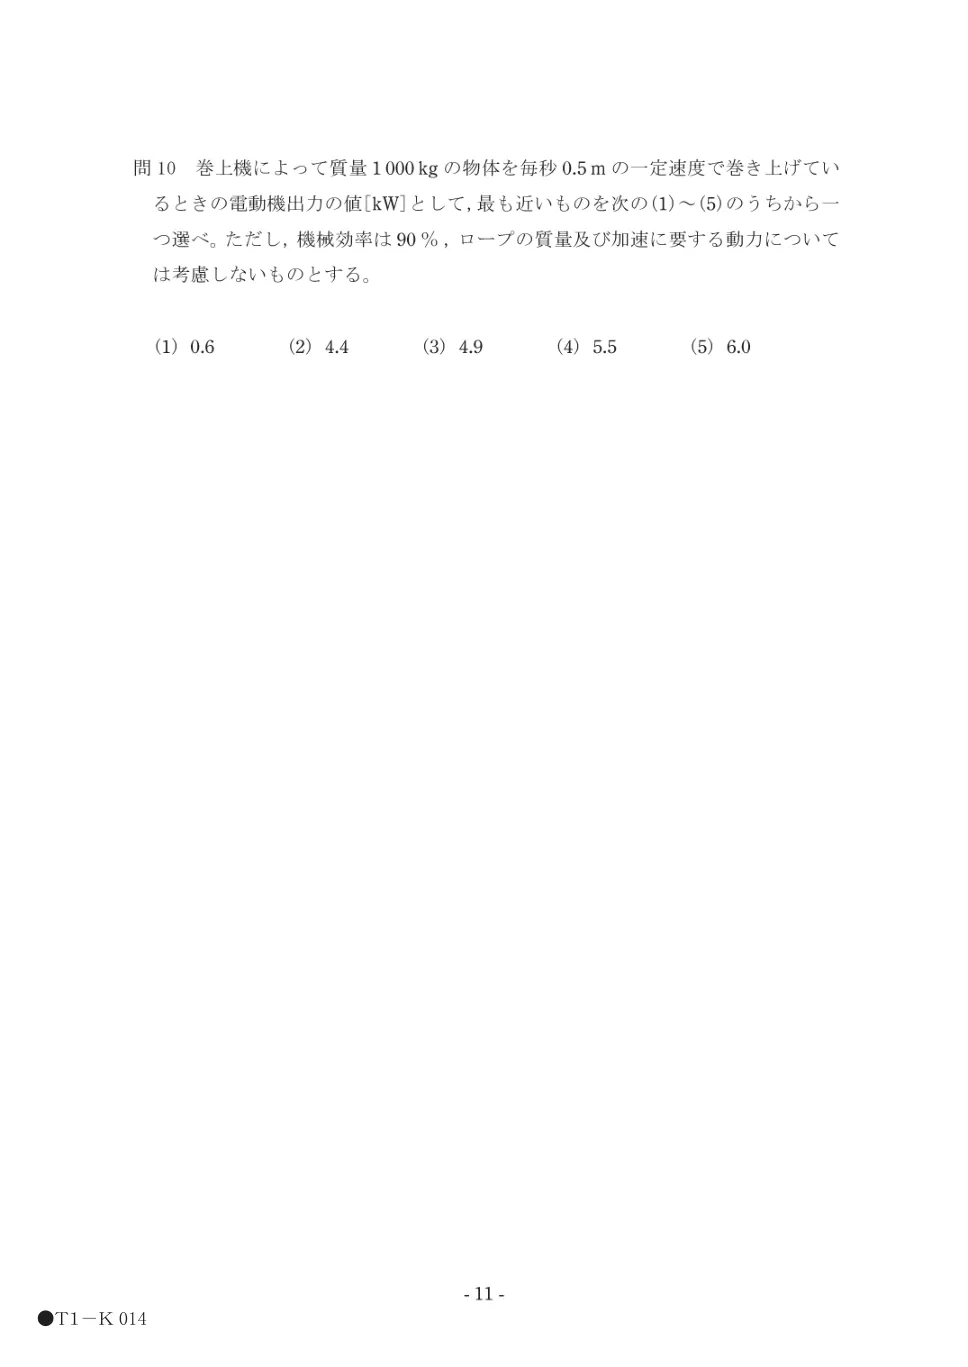 問 10 巻上機によって質量 1 000 kg の物体を毎秒 0.5 m の一定速度で巻き上げてい
るときの電動機出力の値[kW]として,最も近いものを次の(1)～(5)のうちから一
つ選べ。ただし, 機械効率は 90 %, ロープの質量及び加速に要する動力について
は考慮しないものとする。
(1) 0.6 (2) 4.4 (3) 4.9 (4) 5.5 (5) 6.0
- 11 -
●T1－K 014